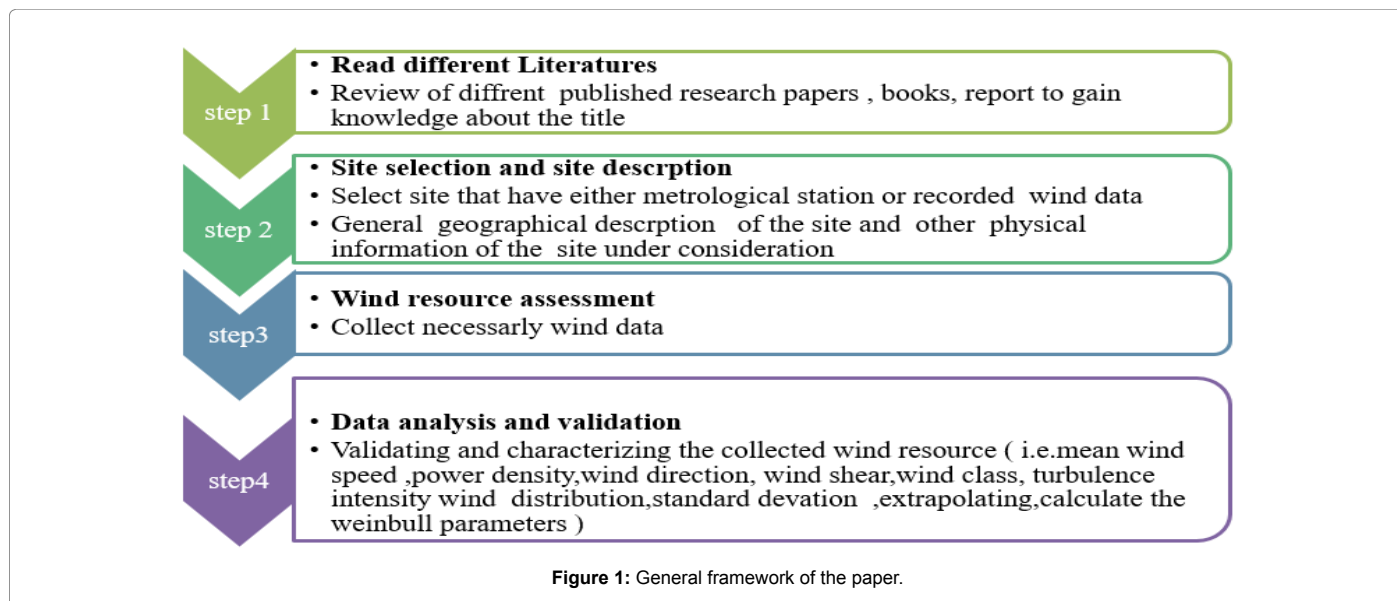 step 1
• Read different Literatures
• Review of diffrent published research papers , books, report to gain
knowledge about the title
step 2
• Site selection and site descrption
• Select site that have either metrological station or recorded wind data
• General geographical descrption of the site and other physical
information of the site under consideration
step3
• Wind resource assessment
• Collect necessarly wind data
step4
• Data analysis and validation
• Validating and characterizing the collected wind resource ( i.e.mean wind
speed ,power density,wind direction, wind shear,wind class, turbulence
intensity wind distribution,standard devation ,extrapolating,calculate the
weinbull parameters )
Figure 1: General framework of the paper.